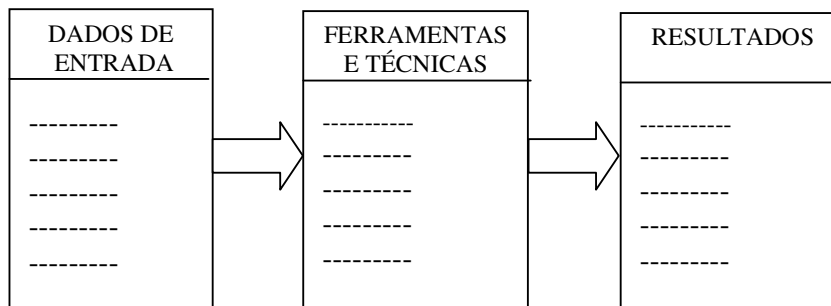 DADOS DE
ENTRADA
FERRAMENTAS
E TÉCNICAS
RESULTADOS